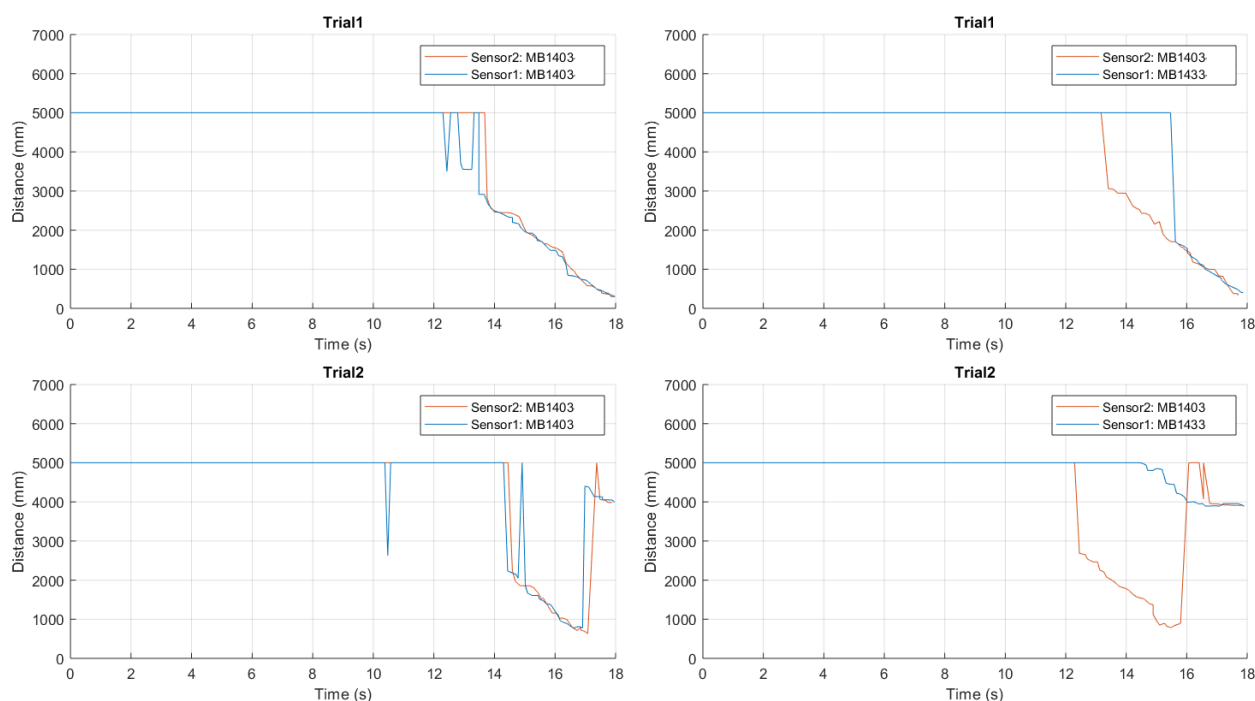 Trial1
7000
6000
5000
4000
3000
2000
1000
0
Distance (mm)
Sensor2: MB1403
Sensor1: MB1403
0 2 4 6 8 10 12 14 16 18
Time (s)
Trial1
7000
6000
5000
4000
3000
2000
1000
0
Distance (mm)
Sensor2: MB1403
Sensor1: MB1433
0 2 4 6 8 10 12 14 16 18
Time (s)
Trial2
7000
6000
5000
4000
3000
2000
1000
0
Distance (mm)
Sensor2: MB1403
Sensor1: MB1403
0 2 4 6 8 10 12 14 16 18
Time (s)
Trial2
7000
6000
5000
4000
3000
2000
1000
0
Distance (mm)
Sensor2: MB1403
Sensor1: MB1433
0 2 4 6 8 10 12 14 16 18
Time (s)